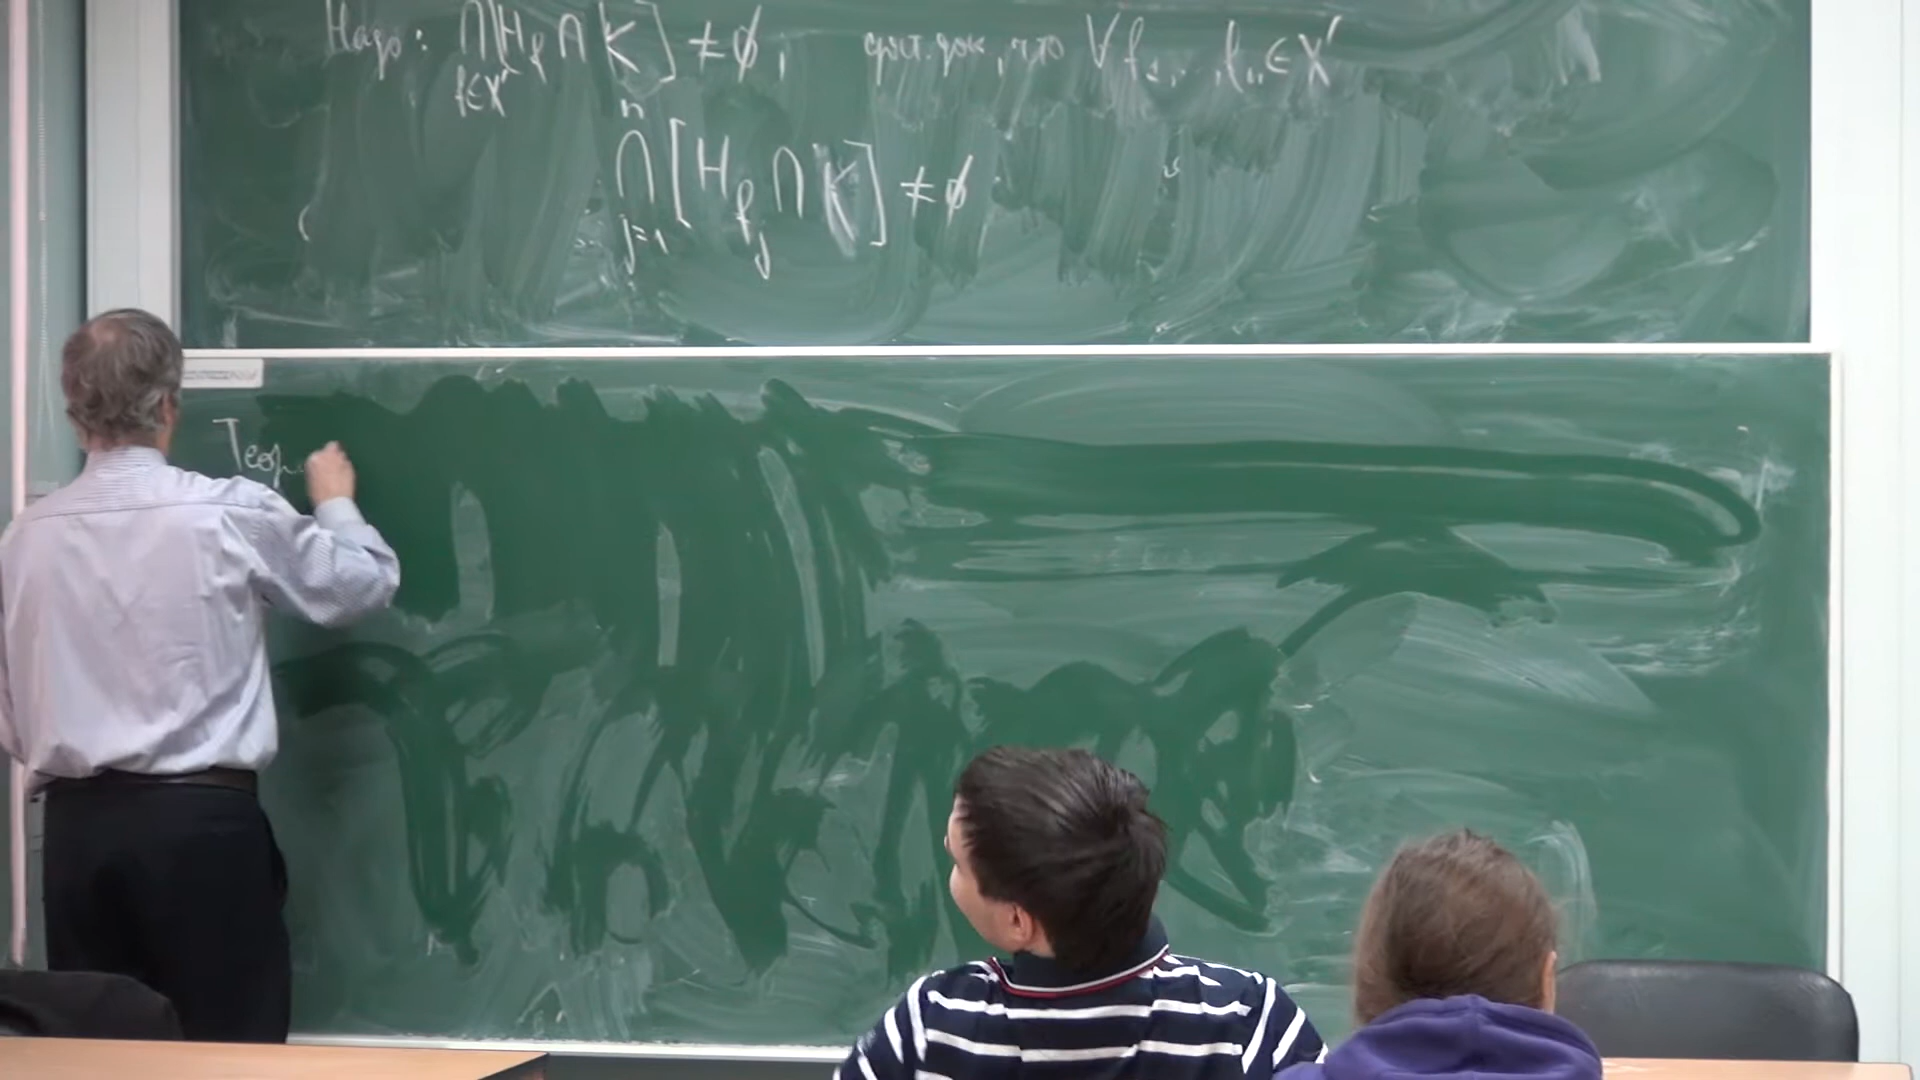 Надо: ⋂_{f∈X'} [H_f ∩ K] ≠ ∅, дост. док, что ∀ f_1, ..., f_n ∈ X'
⋂_{j=1}^{n} [H_{f_j} ∩ K] ≠ ∅
Теор